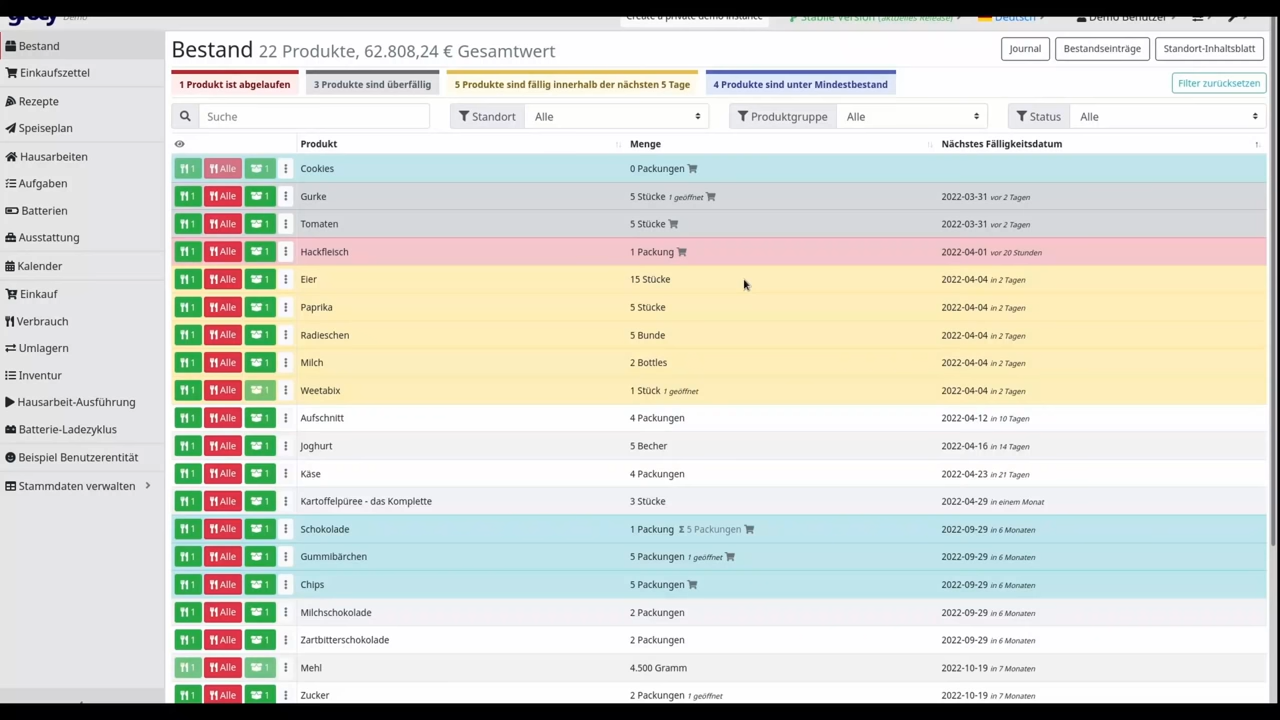 grocy Demo Create a private demo instance Stabile Version (aktuelles Release) Deutsch Demo Benutzer
Bestand
Einkaufszettel
Rezepte
Speiseplan
Hausarbeiten
Aufgaben
Batterien
Ausstattung
Kalender
Einkauf
Verbrauch
Umlagern
Inventur
Hausarbeit-Ausführung
Batterie-Ladezyklus
Beispiel Benutzerentität
Stammdaten verwalten
Bestand 22 Produkte, 62.808,24 € Gesamtwert
Journal Bestandseinträge Standort-Inhaltsblatt
1 Produkt ist abgelaufen 3 Produkte sind überfällig 5 Produkte sind fällig innerhalb der nächsten 5 Tage 4 Produkte sind unter Mindestbestand Filter zurücksetzen
Suche Standort Alle Produktgruppe Alle Status Alle
Produkt Menge Nächstes Fälligkeitsdatum
1 Alle 1 Cookies 0 Packungen
1 Alle 1 Gurke 5 Stücke 1 geöffnet 2022-03-31 vor 2 Tagen
1 Alle 1 Tomaten 5 Stücke 2022-03-31 vor 2 Tagen
1 Alle 1 Hackfleisch 1 Packung 2022-04-01 vor 20 Stunden
1 Alle 1 Eier 15 Stücke 2022-04-04 in 2 Tagen
1 Alle 1 Paprika 5 Stücke 2022-04-04 in 2 Tagen
1 Alle 1 Radieschen 5 Bunde 2022-04-04 in 2 Tagen
1 Alle 1 Milch 2 Bottles 2022-04-04 in 2 Tagen
1 Alle 1 Weetabix 1 Stück 1 geöffnet 2022-04-04 in 2 Tagen
1 Alle 1 Aufschnitt 4 Packungen 2022-04-12 in 10 Tagen
1 Alle 1 Joghurt 5 Becher 2022-04-16 in 14 Tagen
1 Alle 1 Käse 4 Packungen 2022-04-23 in 21 Tagen
1 Alle 1 Kartoffelpüree - das Komplette 3 Stücke 2022-04-29 in einem Monat
1 Alle 1 Schokolade 1 Packung Σ 5 Packungen 2022-09-29 in 6 Monaten
1 Alle 1 Gummibärchen 5 Packungen 1 geöffnet 2022-09-29 in 6 Monaten
1 Alle 1 Chips 5 Packungen 2022-09-29 in 6 Monaten
1 Alle 1 Milchschokolade 2 Packungen 2022-09-29 in 6 Monaten
1 Alle 1 Zartbitterschokolade 2 Packungen 2022-09-29 in 6 Monaten
1 Alle 1 Mehl 4.500 Gramm 2022-10-19 in 7 Monaten
1 Alle 1 Zucker 2 Packungen 1 geöffnet 2022-10-19 in 7 Monaten